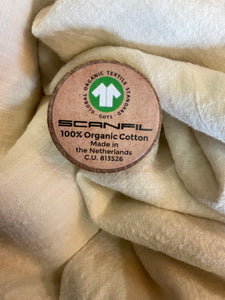 GLOBAL ORGANIC TEXTILE STANDARD
· GOTS ·
SCANFIL
100% Organic Cotton
Made in
the Netherlands
C.U. 813526